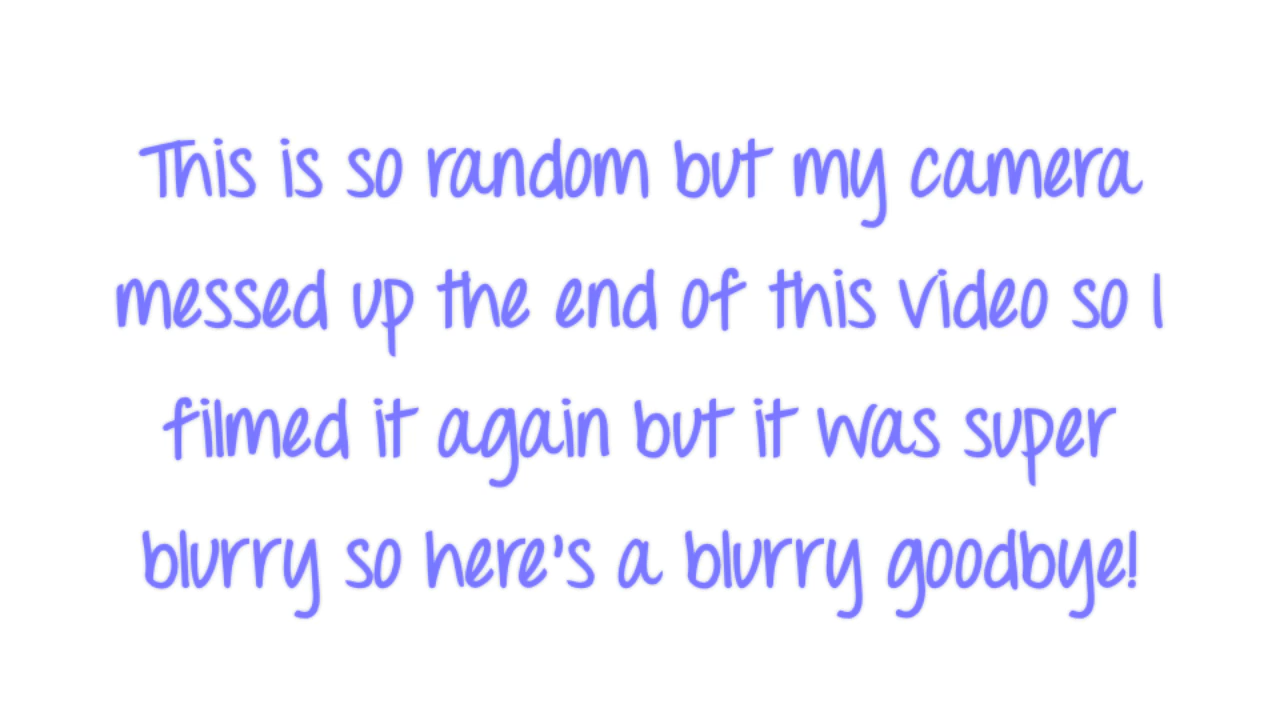 This is so random but my camera
messed up the end of this video so I
filmed it again but it was super
blurry so here's a blurry goodbye!